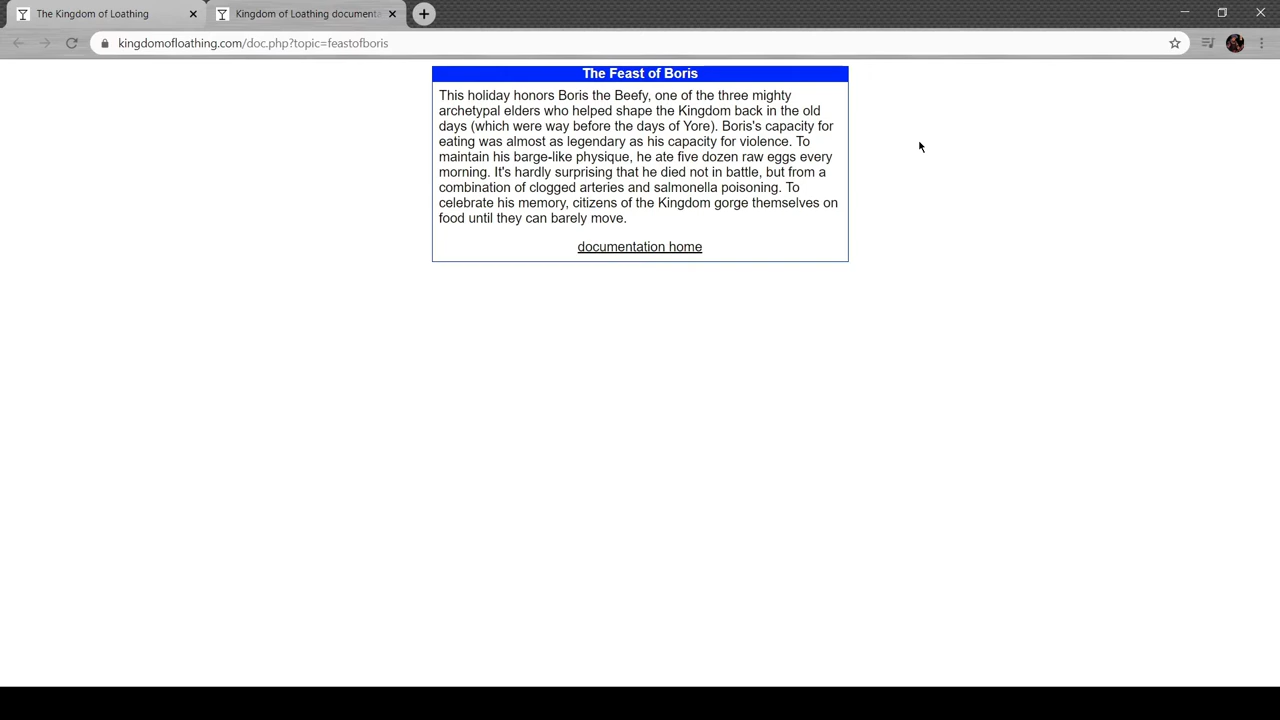 The Kingdom of Loathing
Kingdom of Loathing documenta
kingdomofloathing.com/doc.php?topic=feastofboris
The Feast of Boris
This holiday honors Boris the Beefy, one of the three mighty
archetypal elders who helped shape the Kingdom back in the old
days (which were way before the days of Yore). Boris's capacity for
eating was almost as legendary as his capacity for violence. To
maintain his barge-like physique, he ate five dozen raw eggs every
morning. It's hardly surprising that he died not in battle, but from a
combination of clogged arteries and salmonella poisoning. To
celebrate his memory, citizens of the Kingdom gorge themselves on
food until they can barely move.
documentation home